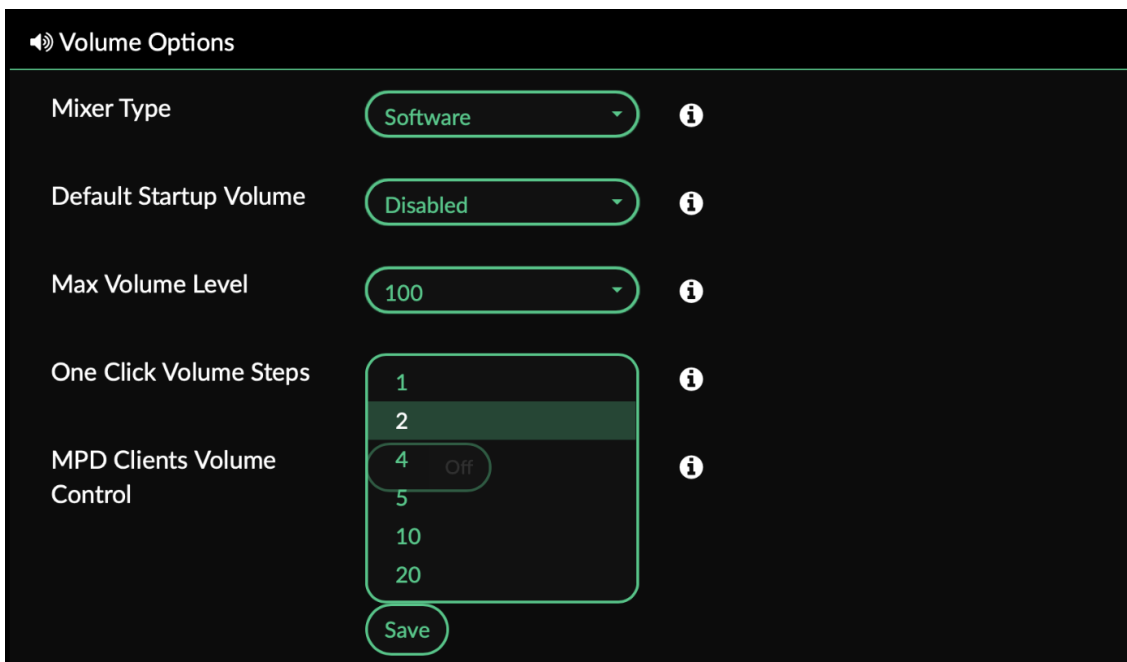 Volume Options
Mixer Type
Software
Default Startup Volume
Disabled
Max Volume Level
100
One Click Volume Steps
1
2
MPD Clients Volume
Control
4
Off
5
10
20
Save